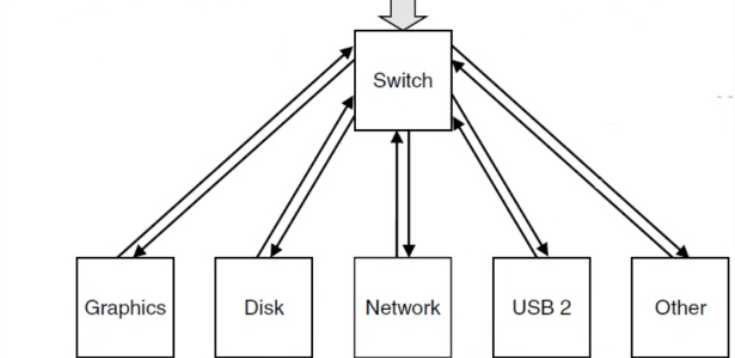 Switch
Graphics
Disk
Network
USB 2
Other